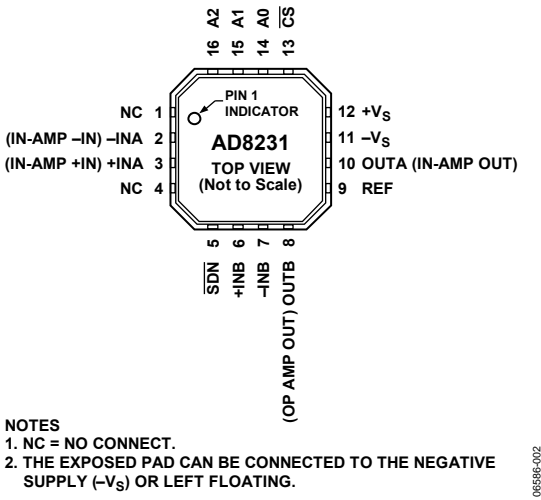 16 A2
15 A1
14 A0
13 CS
NC 1
(IN-AMP –IN) –INA 2
(IN-AMP +IN) +INA 3
NC 4
PIN 1
INDICATOR
AD8231
TOP VIEW
(Not to Scale)
12 +VS
11 –VS
10 OUTA (IN-AMP OUT)
9 REF
SDN 5
+INB 6
–INB 7
(OP AMP OUT) OUTB 8
NOTES
1. NC = NO CONNECT.
2. THE EXPOSED PAD CAN BE CONNECTED TO THE NEGATIVE
SUPPLY (–VS) OR LEFT FLOATING.
06586-002